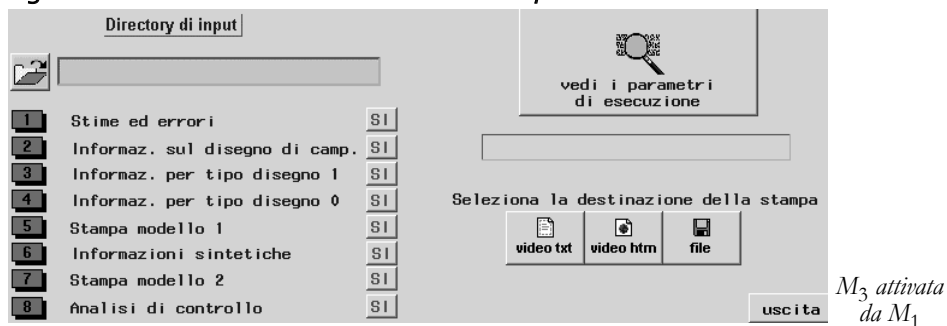 Directory di input
vedi i parametri
di esecuzione
1 Stime ed errori SI
2 Informaz. sul disegno di camp. SI
3 Informaz. per tipo disegno 1 SI
4 Informaz. per tipo disegno 0 SI
5 Stampa modello 1 SI
6 Informazioni sintetiche SI
7 Stampa modello 2 SI
8 Analisi di controllo SI
Seleziona la destinazione della stampa
video txt video htm file
uscita
M3 attivata
da M1